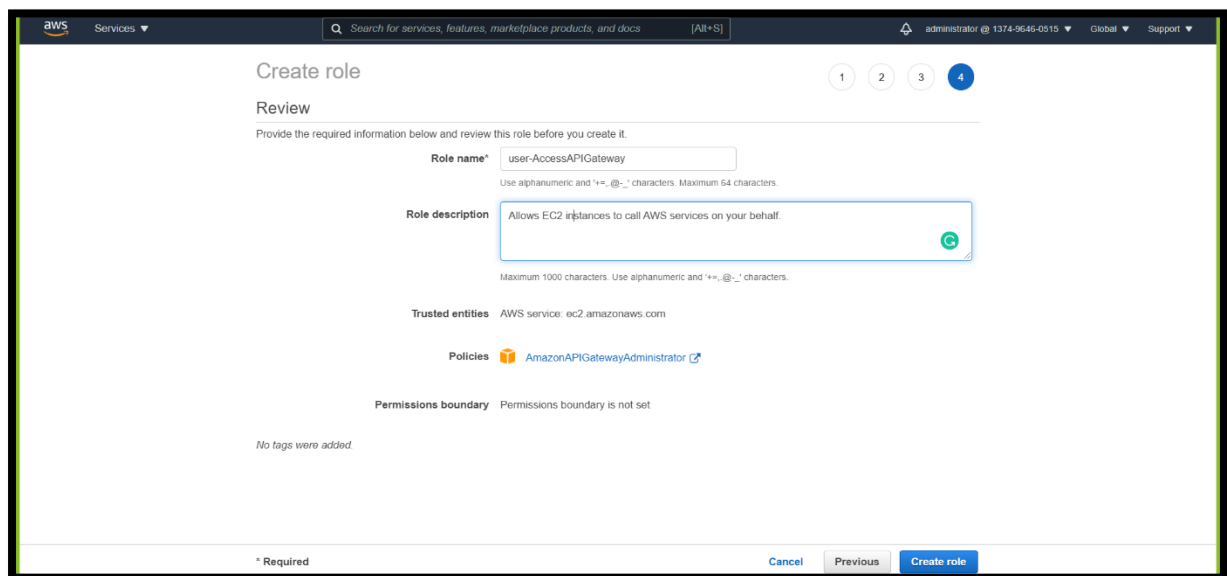 aws Services ▼ Search for services, features, marketplace products, and docs [Alt+S] administrator @ 1374-9646-0515 ▼ Global ▼ Support ▼
Create role 1 2 3 4
Review
Provide the required information below and review this role before you create it.
Role name* user-AccessAPIGateway
Use alphanumeric and '+=,.@-_' characters. Maximum 64 characters.
Role description Allows EC2 instances to call AWS services on your behalf.
Maximum 1000 characters. Use alphanumeric and '+=,.@-_' characters.
Trusted entities AWS service: ec2.amazonaws.com
Policies AmazonAPIGatewayAdministrator
Permissions boundary Permissions boundary is not set
No tags were added.
* Required Cancel Previous Create role